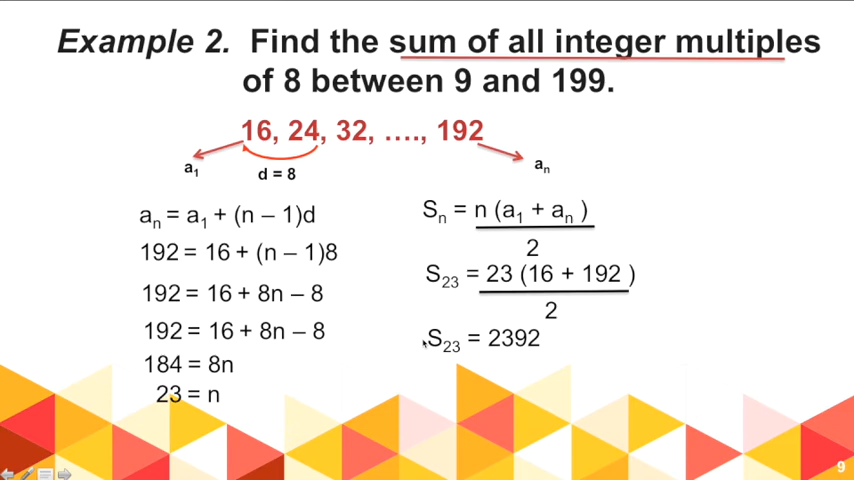 Example 2. Find the sum of all integer multiples
of 8 between 9 and 199.
16, 24, 32, …., 192
a₁
d = 8
aₙ
aₙ = a₁ + (n – 1)d
192 = 16 + (n – 1)8
192 = 16 + 8n – 8
192 = 16 + 8n – 8
184 = 8n
23 = n
Sₙ = n (a₁ + aₙ )
2
S₂₃ = 23 (16 + 192 )
2
S₂₃ = 2392
9